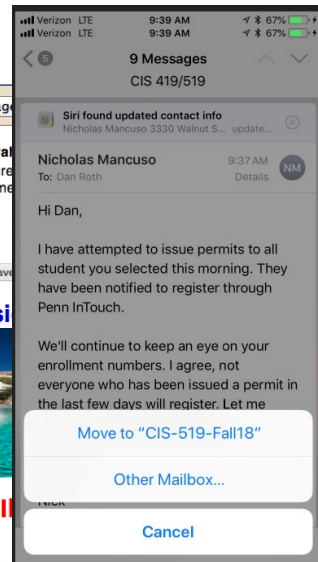 Verizon LTE 9:39 AM 67%
Verizon LTE 9:39 AM 67%
5 9 Messages
CIS 419/519
Siri found updated contact info
Nicholas Mancuso 3330 Walnut S... update...
Nicholas Mancuso 9:37 AM
To: Dan Roth Details
NM
Hi Dan,
I have attempted to issue permits to all
student you selected this morning. They
have been notified to register through
Penn InTouch.
We'll continue to keep an eye on your
enrollment numbers. I agree, not
everyone who has been issued a permit in
the last few days will register. Let me
Move to “CIS-519-Fall18”
Other Mailbox...
Nick
Cancel